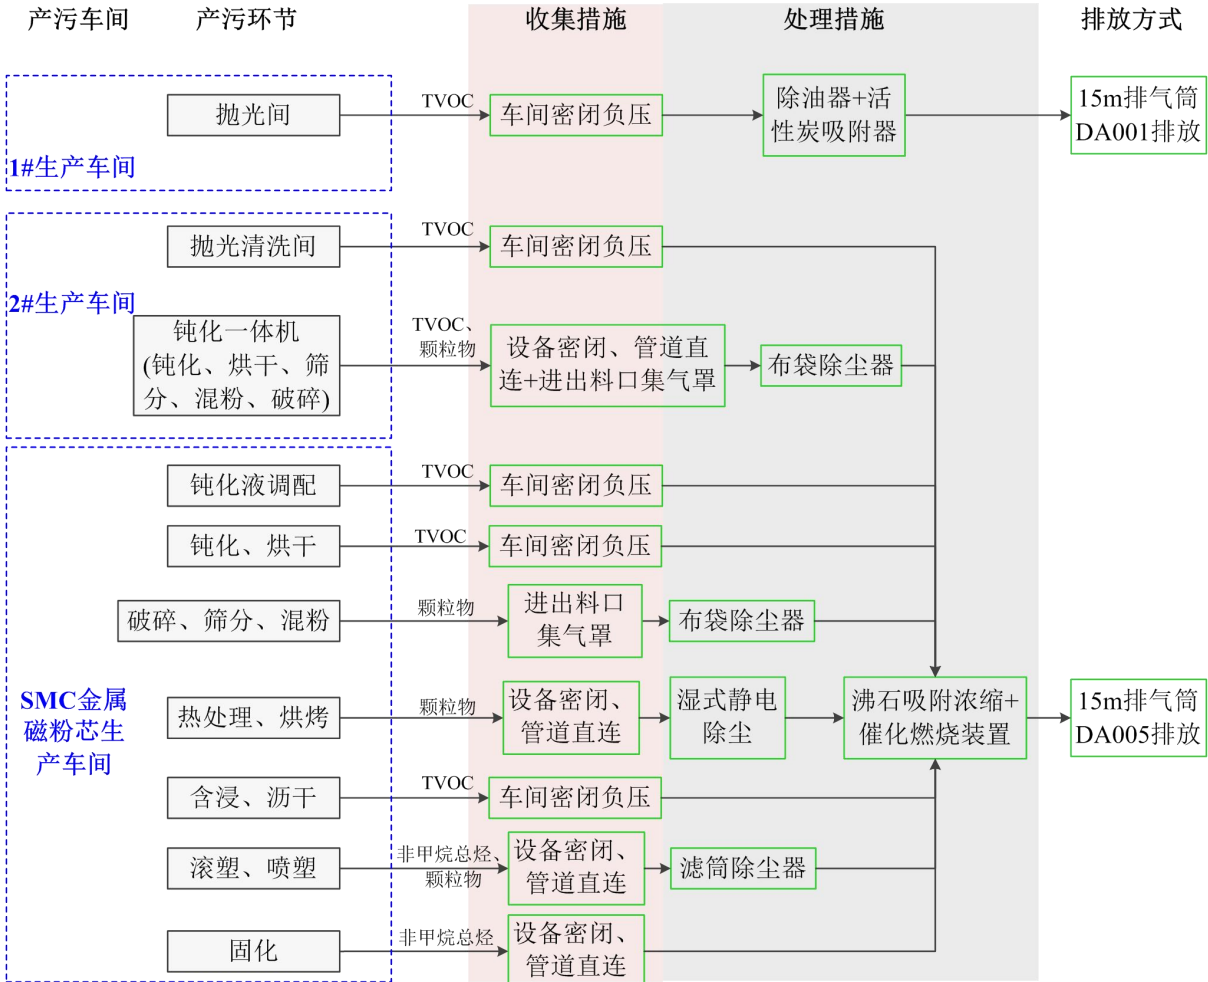 产污车间
产污环节
收集措施
处理措施
排放方式
1#生产车间
抛光间
TVOC
车间密闭负压
除油器+活
性炭吸附器
15m排气筒
DA001排放
2#生产车间
抛光清洗间
TVOC
车间密闭负压
钝化一体机
(钝化、烘干、筛
分、混粉、破碎)
TVOC、
颗粒物
设备密闭、管道直
连+进出料口集气罩
布袋除尘器
SMC金属
磁粉芯生
产车间
钝化液调配
TVOC
车间密闭负压
钝化、烘干
TVOC
车间密闭负压
破碎、筛分、混粉
颗粒物
进出料口
集气罩
布袋除尘器
热处理、烘烤
颗粒物
设备密闭、
管道直连
湿式静电
除尘
沸石吸附浓缩+
催化燃烧装置
15m排气筒
DA005排放
含浸、沥干
TVOC
车间密闭负压
滚塑、喷塑
非甲烷总烃、
颗粒物
设备密闭、
管道直连
滤筒除尘器
固化
非甲烷总烃
设备密闭、
管道直连